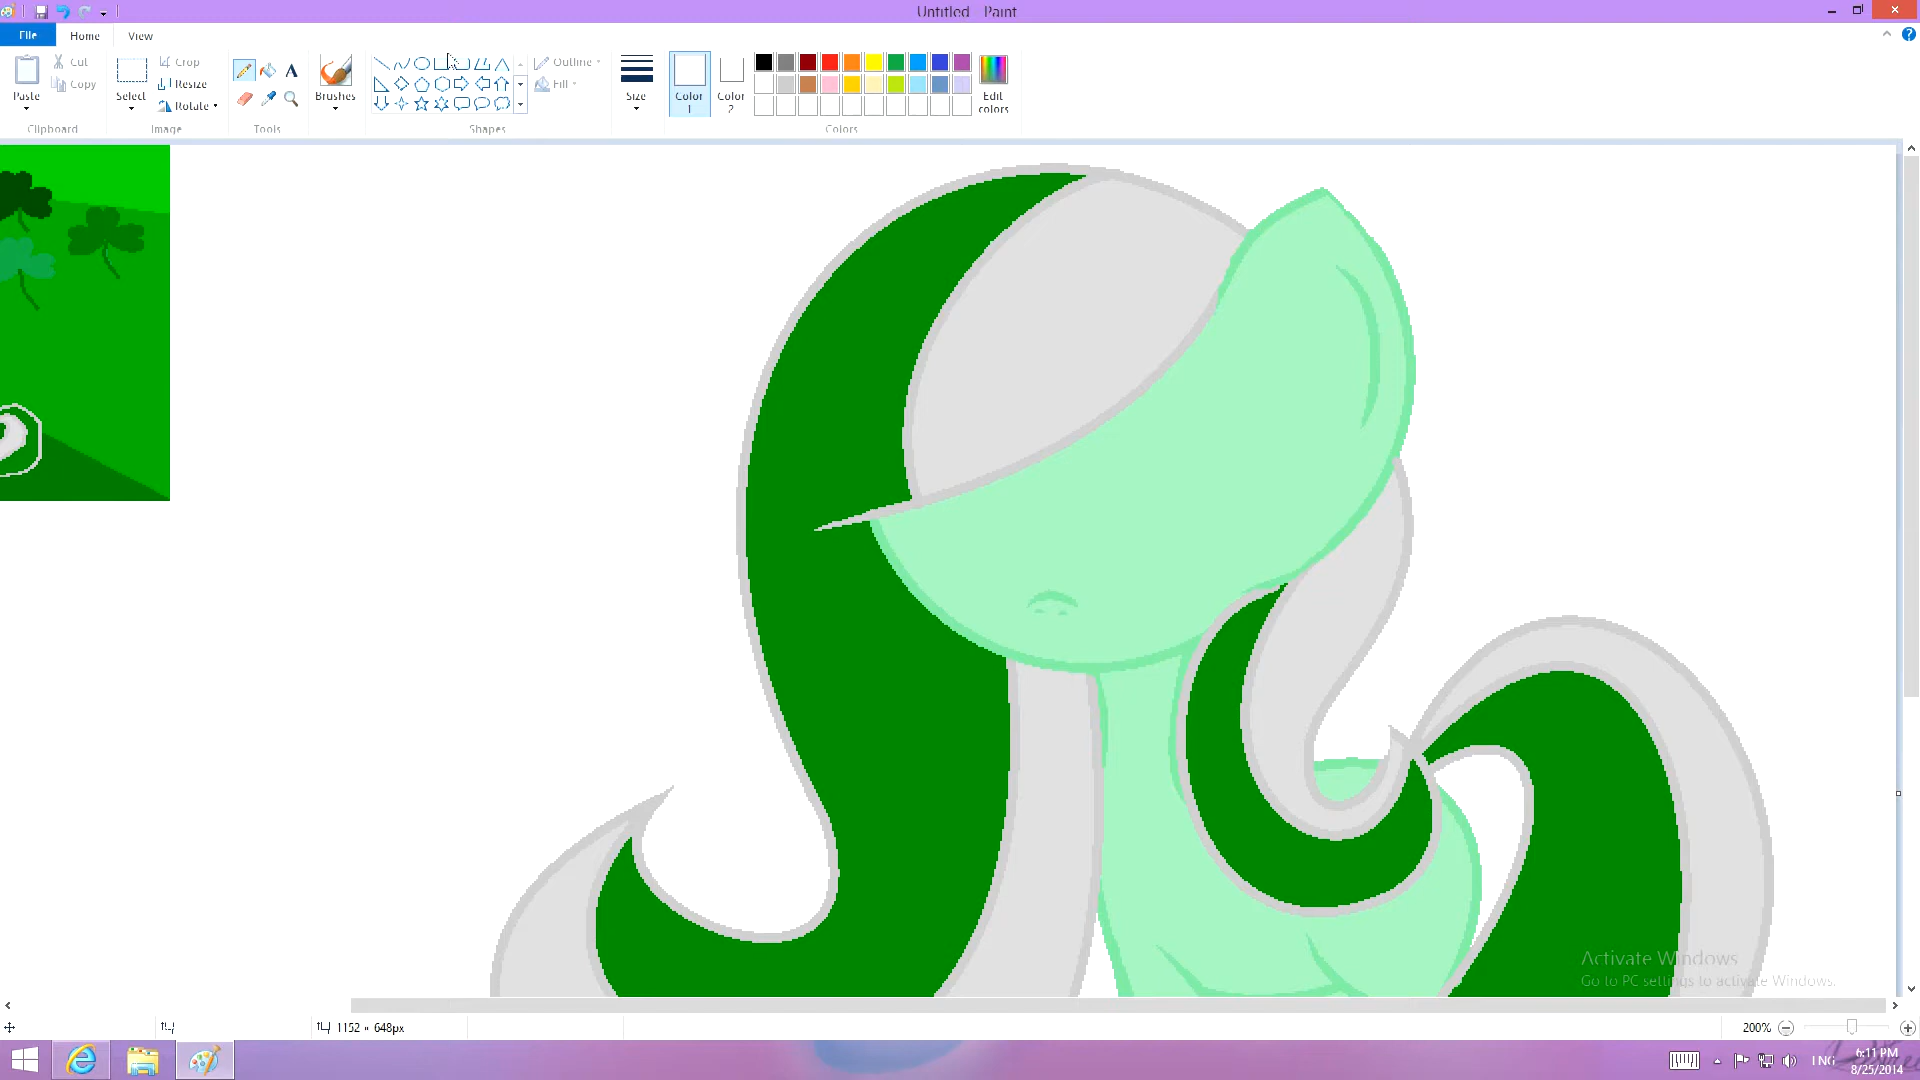 Untitled - Paint
File Home View
Paste
Cut
Copy
Clipboard
Select
Crop
Resize
Rotate
Image
A
Tools
Brushes
Shapes
Outline
Fill
Size
Color 1
Color 2
Edit colors
Colors
Activate Windows
Go to PC settings to activate Windows.
1152 × 648px
200%
ENG
6:11 PM
8/25/2014